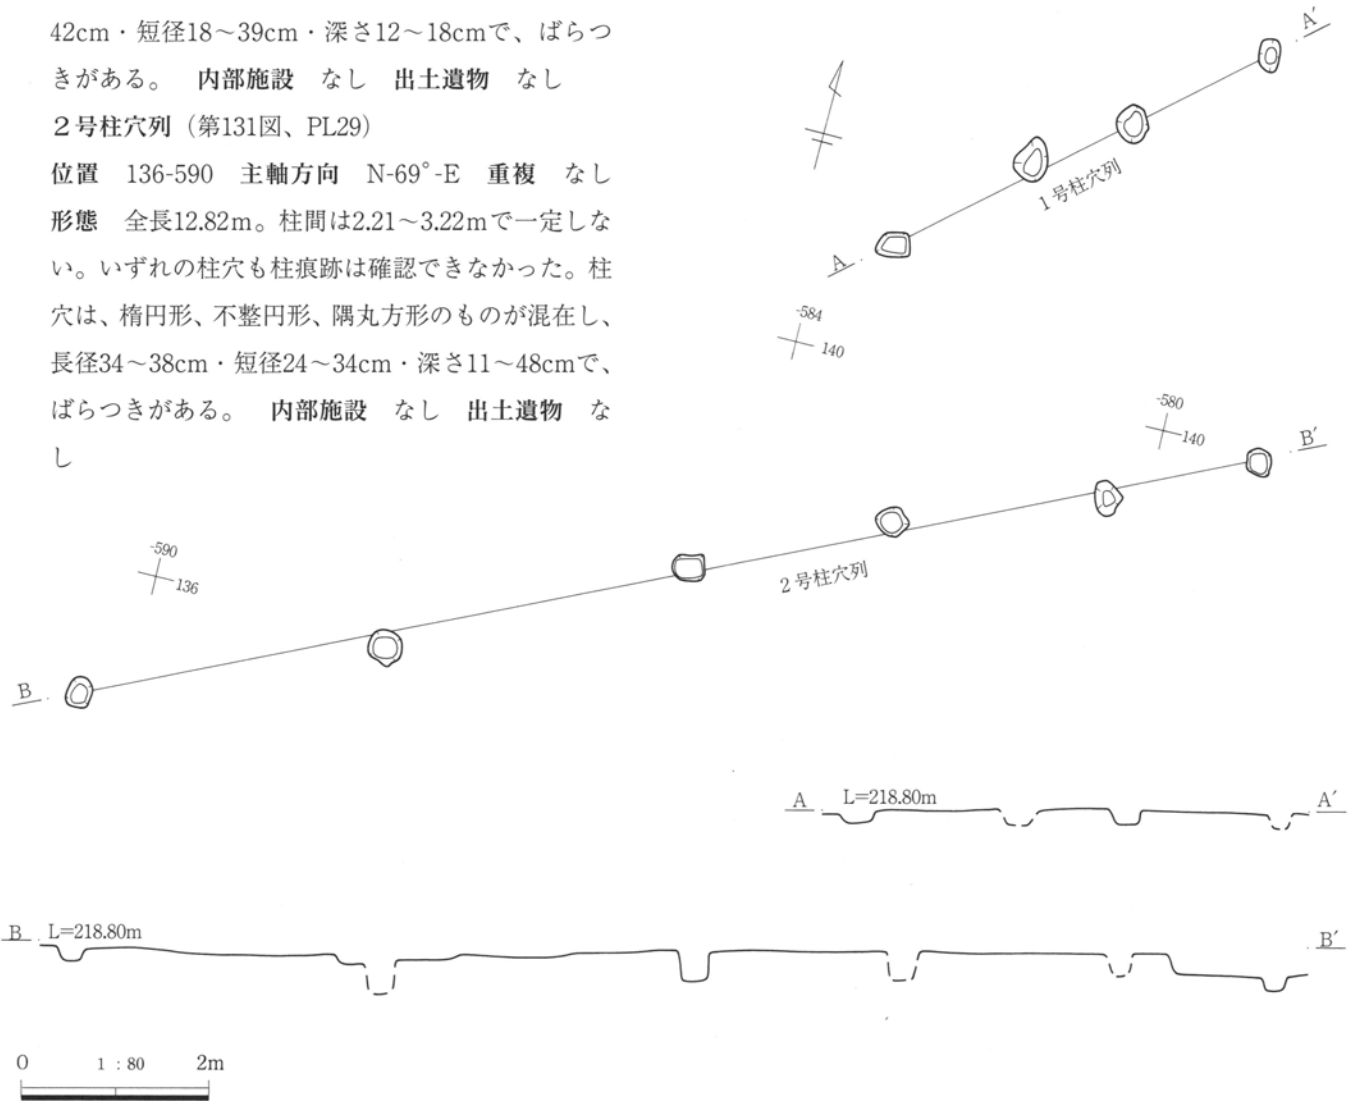 42cm・短径18〜39cm・深さ12〜18cmで、ばらつ
きがある。　内部施設　なし　出土遺物　なし
２号柱穴列（第131図、PL29）
位置　136-590　主軸方向　N-69°-E　重複　なし
形態　全長12.82m。柱間は2.21〜3.22mで一定しな
い。いずれの柱穴も柱痕跡は確認できなかった。柱
穴は、楕円形、不整円形、隅丸方形のものが混在し、
長径34〜38cm・短径24〜34cm・深さ11〜48cmで、
ばらつきがある。　内部施設　なし　出土遺物　な
し
A′
1号柱穴列
A
-584
140
-580
140
B′
2号柱穴列
-590
136
B
A　L=218.80m　A′
B　L=218.80m　B′
0　1：80　2m